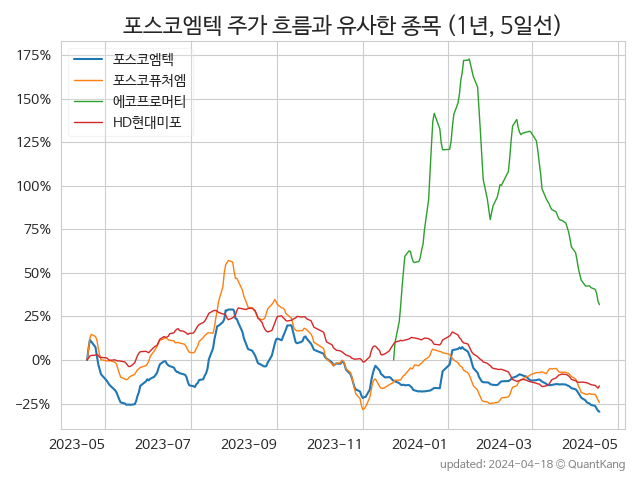 포스코엠텍 주가 흐름과 유사한 종목 (1년, 5일선)
175%
150%
125%
100%
75%
50%
25%
0%
−25%
포스코엠텍
포스코퓨처엠
에코프로머티
HD현대미포
2023-05 2023-07 2023-09 2023-11 2024-01 2024-03 2024-05
updated: 2024-04-18 © QuantKang